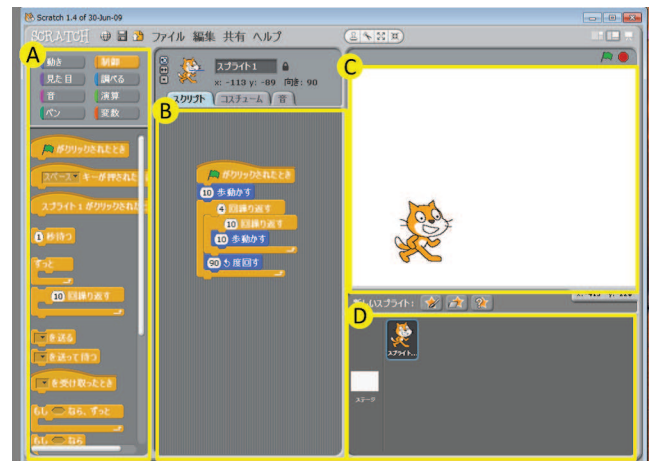 Scratch 1.4 of 30-Jun-09
SCRATCH ファイル 編集 共有 ヘルプ
A
動き 制御
見た目 調べる
音 演算
ペン 変数
がクリックされたとき
スペース キーが押された
スプライト1 がクリックされた
1 秒待つ
ずっと
10 回繰り返す
を送る
を送って待つ
を受け取ったとき
もし なら、ずっと
もし なら
スプライト1
x: -113 y: -89 向き: 90
スクリプト コスチューム 音
B
がクリックされたとき
10 歩動かす
4 回繰り返す
10 回繰り返す
10 歩動かす
90 度回す
C
新しいスプライト:
D
スプライト...
ステージ